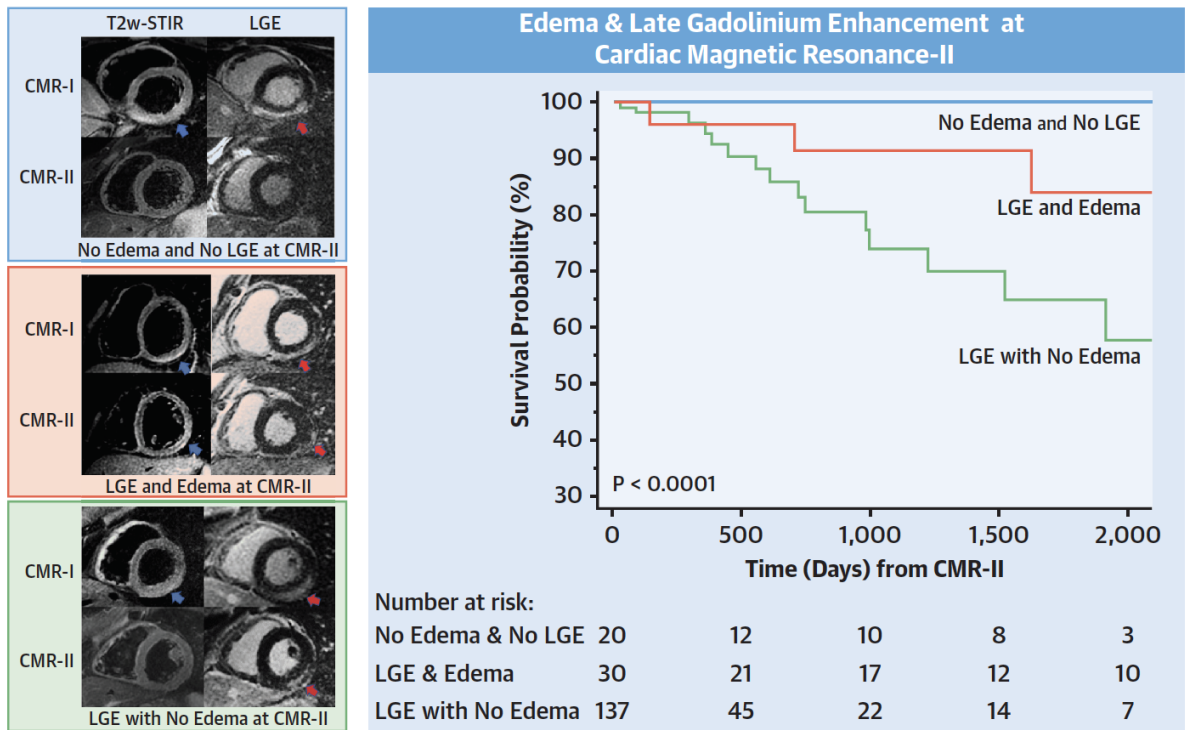 T2w-STIR LGE
CMR-I
CMR-II
No Edema and No LGE at CMR-II
CMR-I
CMR-II
LGE and Edema at CMR-II
CMR-I
CMR-II
LGE with No Edema at CMR-II
Edema & Late Gadolinium Enhancement at
Cardiac Magnetic Resonance-II
Survival Probability (%)
100
90
80
70
60
50
40
30
No Edema and No LGE
LGE and Edema
LGE with No Edema
P < 0.0001
0 500 1,000 1,500 2,000
Time (Days) from CMR-II
Number at risk:
No Edema & No LGE 20 12 10 8 3
LGE & Edema 30 21 17 12 10
LGE with No Edema 137 45 22 14 7